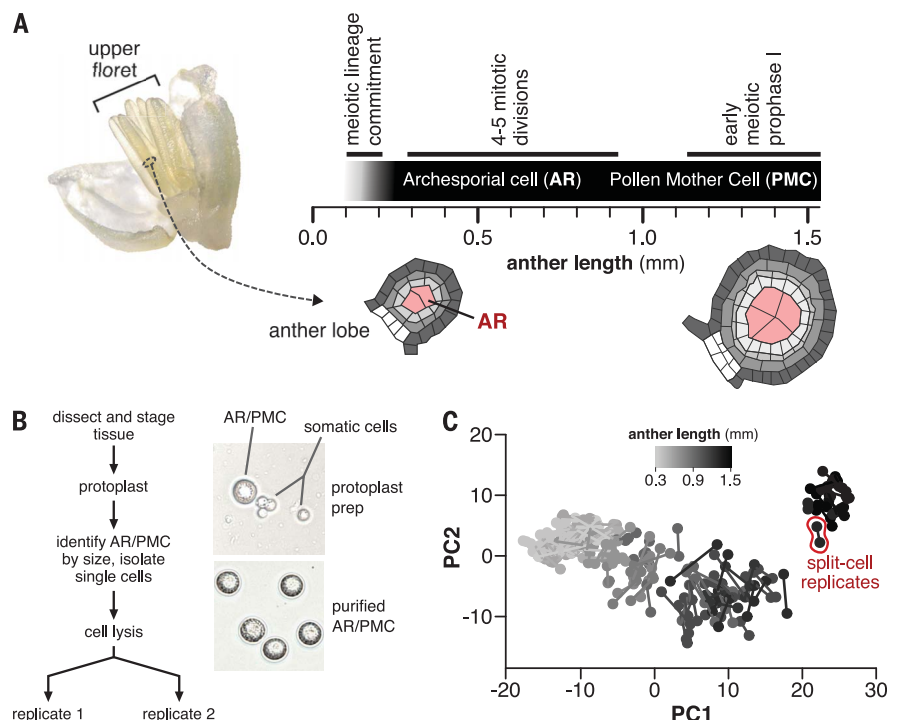 A
upper
floret
meiotic lineage
commitment
4-5 mitotic
divisions
early
meiotic
prophase I
Archesporial cell (AR)
Pollen Mother Cell (PMC)
0.0
0.5
1.0
1.5
anther length (mm)
anther lobe
AR
B
dissect and stage
tissue
protoplast
identify AR/PMC
by size, isolate
single cells
cell lysis
replicate 1
replicate 2
AR/PMC
somatic cells
protoplast
prep
purified
AR/PMC
C
anther length (mm)
0.3 0.9 1.5
20
10
0
-10
PC2
split-cell
replicates
-20
-10
0
10
20
30
PC1